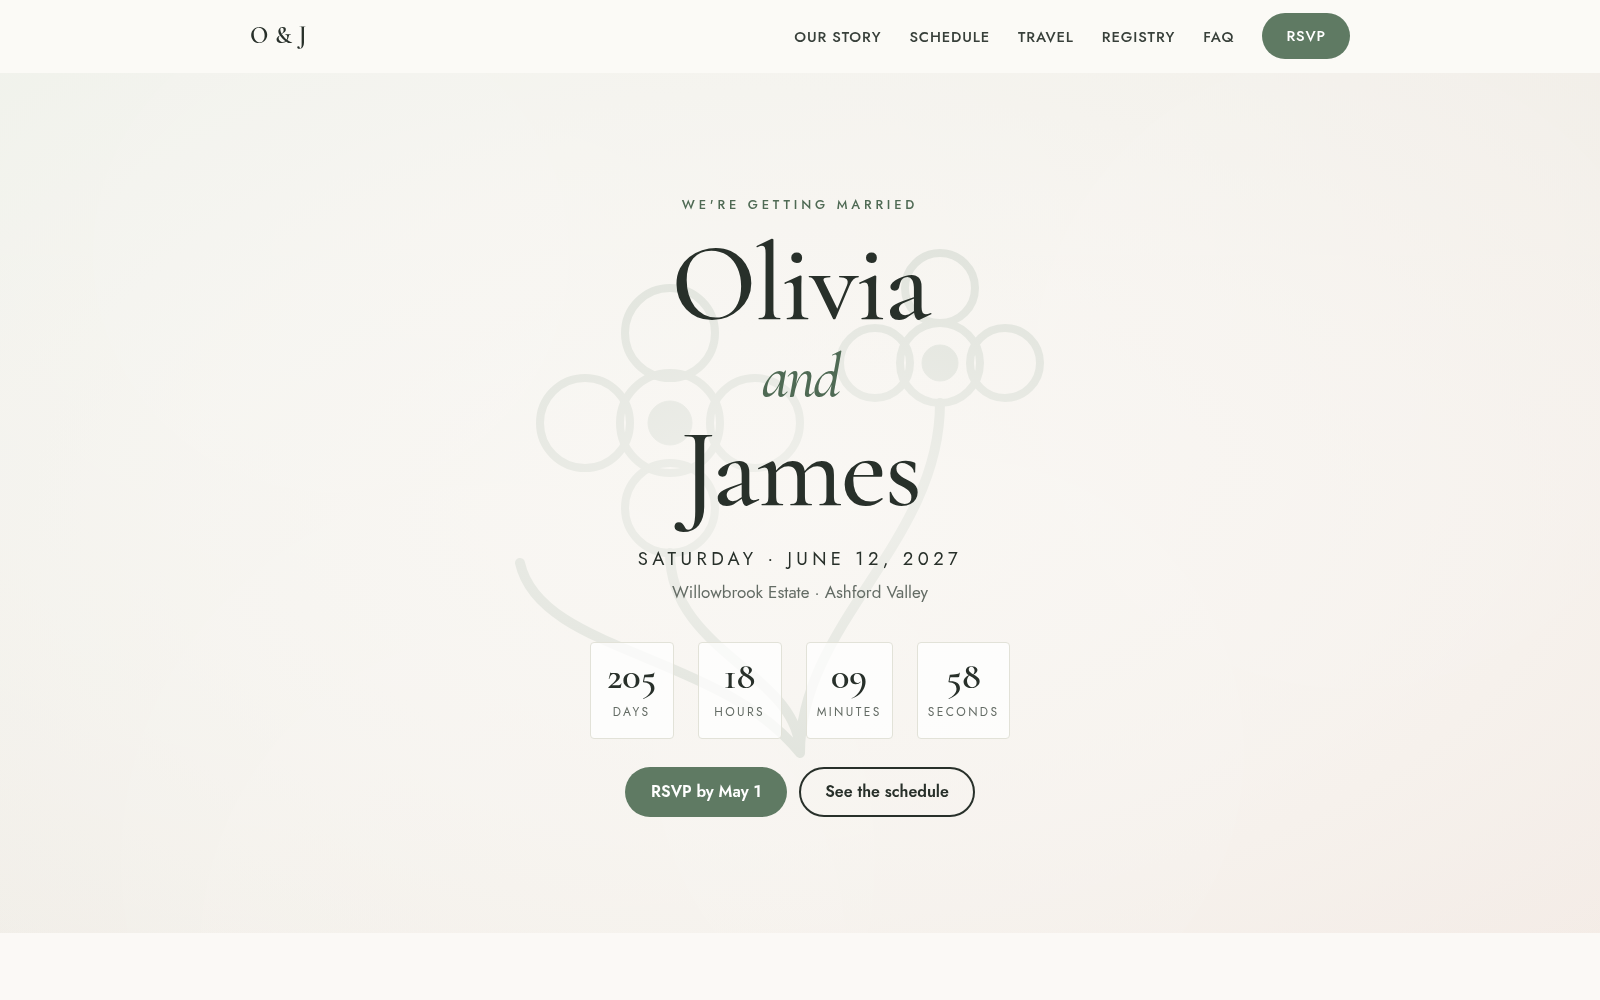 O & J
OUR STORY SCHEDULE TRAVEL REGISTRY FAQ RSVP
WE'RE GETTING MARRIED
Olivia
and
James
SATURDAY · JUNE 12, 2027
Willowbrook Estate · Ashford Valley
205 18 09 58
DAYS HOURS MINUTES SECONDS
RSVP by May 1 See the schedule